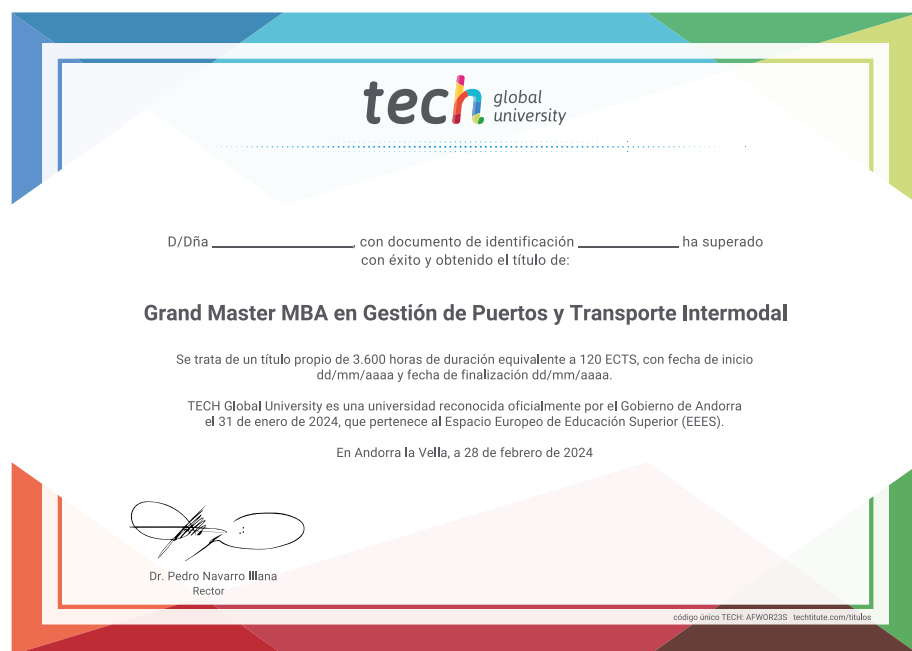 tech global university
D/Dña ________________, con documento de identificación ____________ ha superado
con éxito y obtenido el título de:
Grand Master MBA en Gestión de Puertos y Transporte Intermodal
Se trata de un título propio de 3.600 horas de duración equivalente a 120 ECTS, con fecha de inicio
dd/mm/aaaa y fecha de finalización dd/mm/aaaa.
TECH Global University es una universidad reconocida oficialmente por el Gobierno de Andorra
el 31 de enero de 2024, que pertenece al Espacio Europeo de Educación Superior (EEES).
En Andorra la Vella, a 28 de febrero de 2024
Dr. Pedro Navarro Illana
Rector
código único TECH: AFWOR23S techtitute.com/titulos